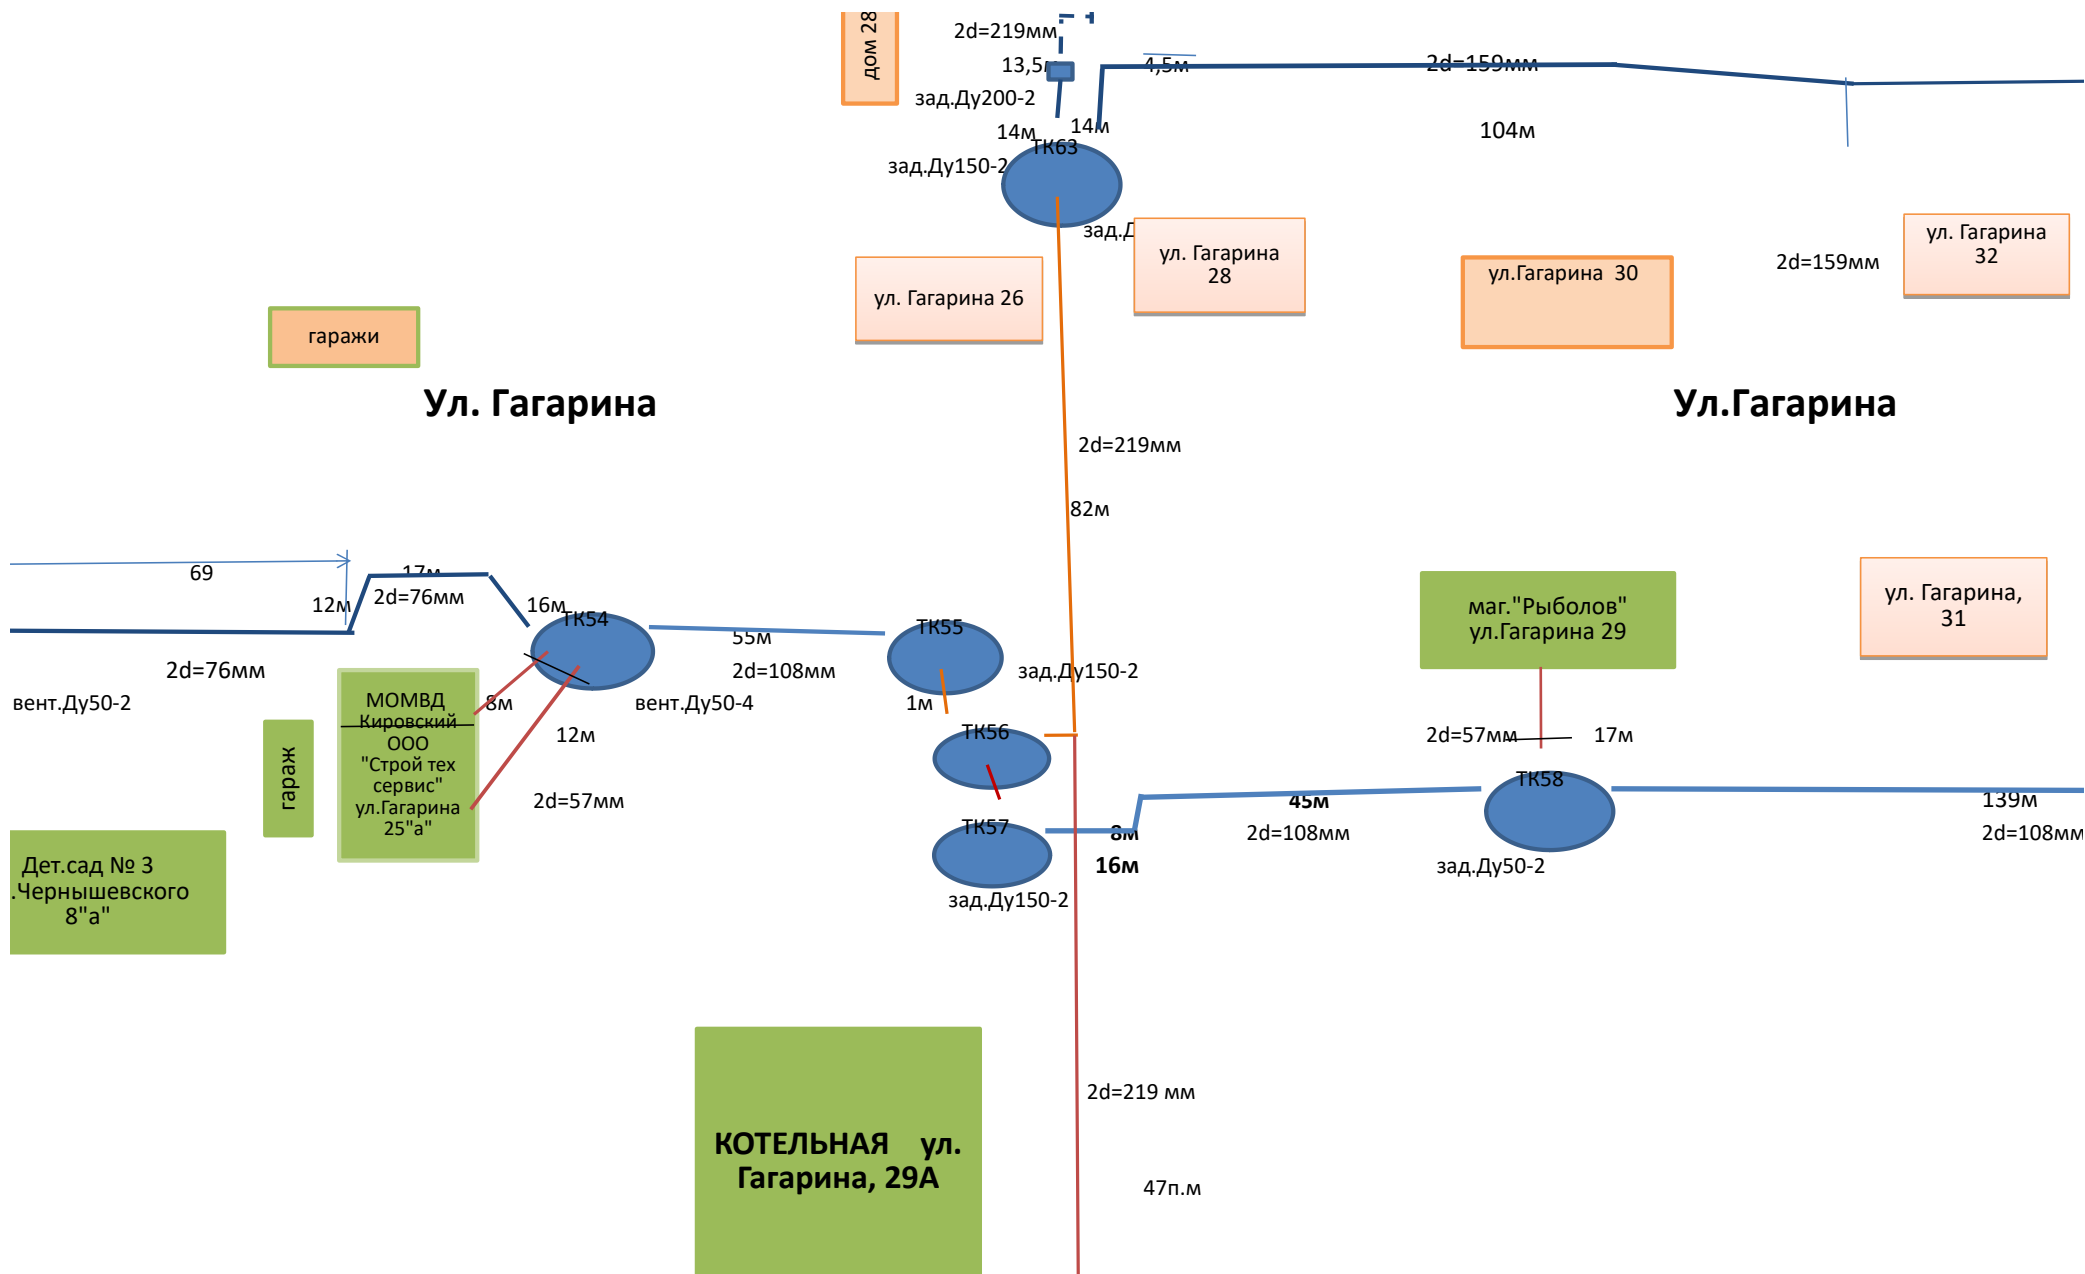 дом 28
2d=219мм
13,5м
4,5м
2d=159мм
зад.Ду200-2
14м
14м
104м
ТК63
зад.Ду150-2
зад.Д
ул. Гагарина
28
ул. Гагарина
32
ул. Гагарина 26
ул.Гагарина 30
2d=159мм
гаражи
Ул. Гагарина
Ул.Гагарина
2d=219мм
82м
69
17м
12м
2d=76мм
16м
ТК54
55м
ТК55
маг."Рыболов"
ул.Гагарина 29
ул. Гагарина,
31
2d=76мм
2d=108мм
зад.Ду150-2
вент.Ду50-2
МОМВД
Кировский
ООО
"Строй тех
сервис"
ул.Гагарина
25"а"
8м
вент.Ду50-4
1м
12м
ТК56
2d=57мм
17м
гараж
2d=57мм
ТК58
45м
139м
ТК57
8м
2d=108мм
2d=108мм
16м
зад.Ду50-2
Дет.сад № 3
.Чернышевского
8"а"
зад.Ду150-2
2d=219 мм
КОТЕЛЬНАЯ ул.
Гагарина, 29А
47п.м